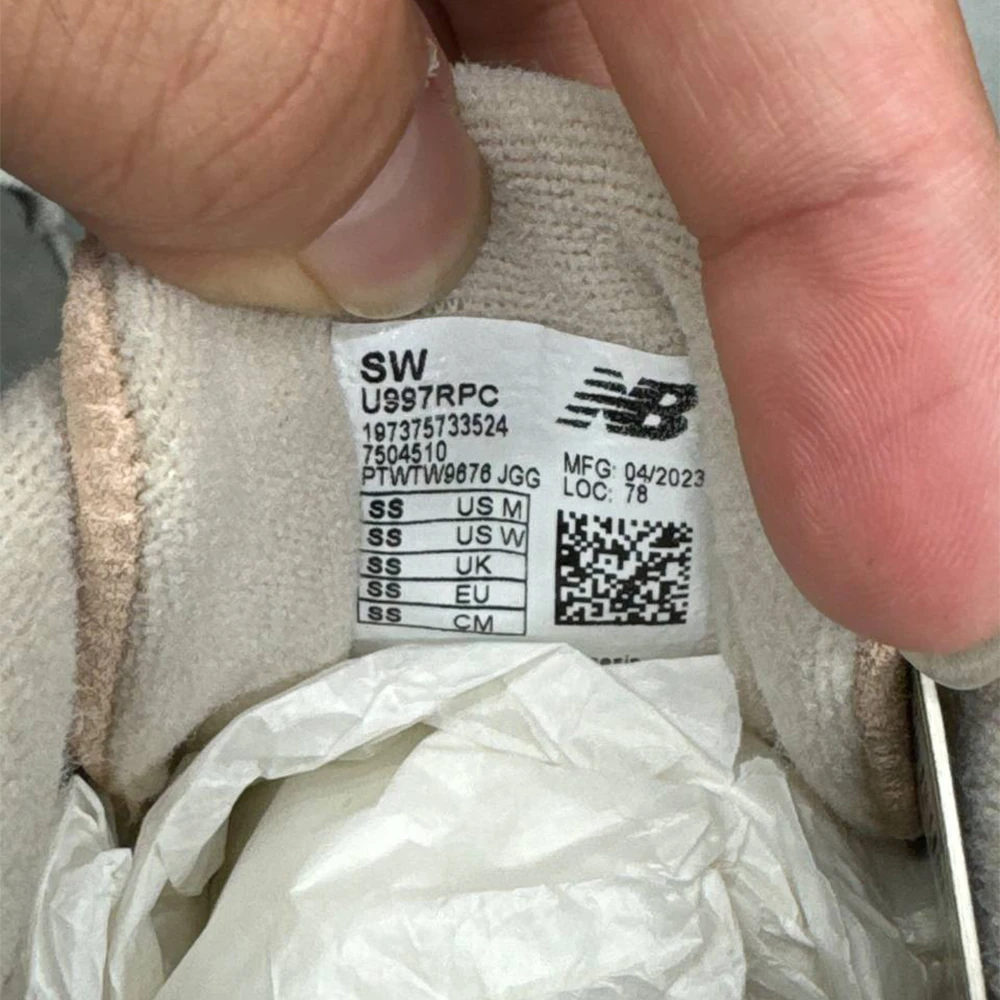 SW
U997RPC
197375733524
7504510
PTWTW9676 JGG
SS US M
SS US W
SS UK
SS EU
SS CM
NB
MFG: 04/2023
LOC: 78